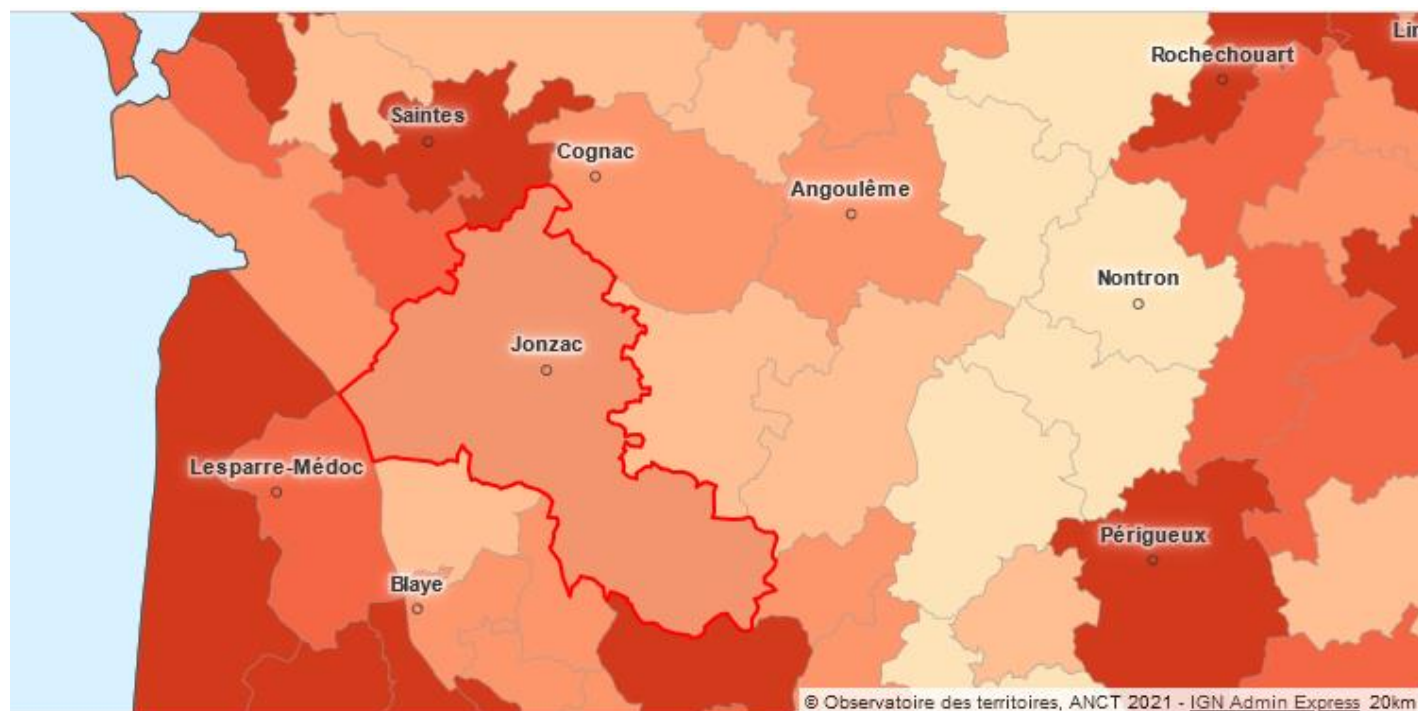 Lir
Rochechouart
Saintes
Cognac
Angoulême
Nontron
Jonzac
Lesparre-Médoc
Périgueux
Blaye
© Observatoire des territoires, ANCT 2021 - IGN Admin Express 20km